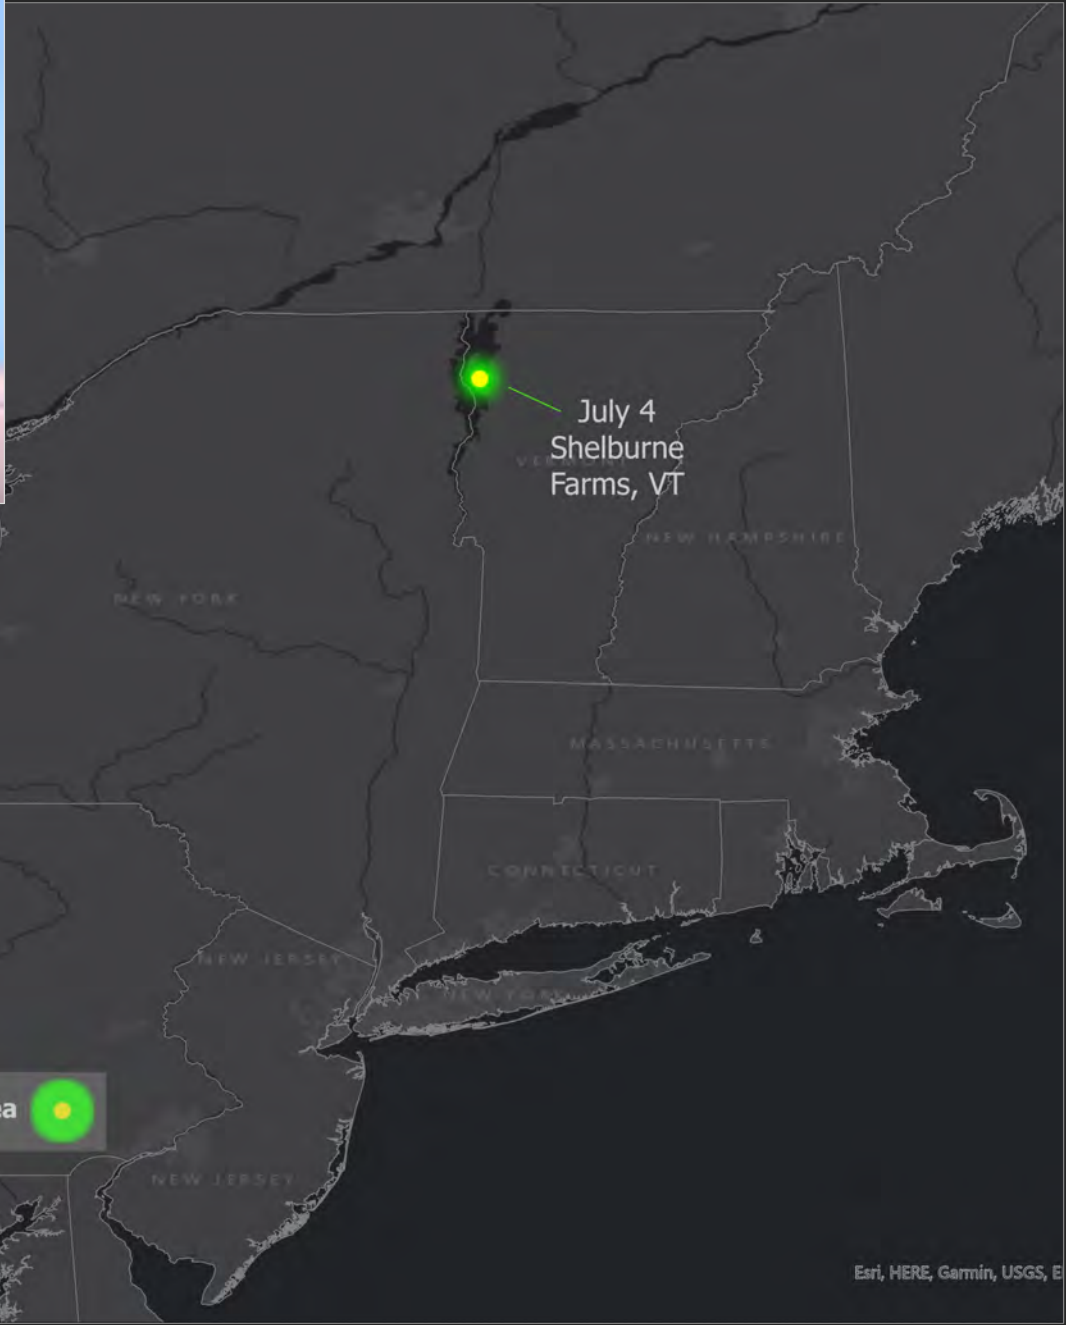 July 4
Shelburne
Farms, VT
VERMONT
NEW HAMPSHIRE
NEW YORK
MASSACHUSETTS
CONNECTICUT
NEW JERSEY
NEW YORK
ea
NEW JERSEY
Esri, HERE, Garmin, USGS, E